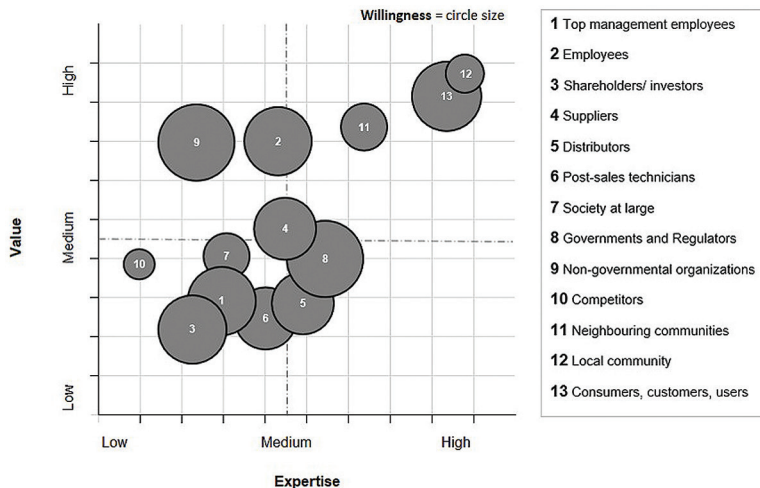 Willingness = circle size
High
Medium
Low
Value
12
13
11
9
2
4
7
10
8
1
5
6
3
Low
Medium
High
Expertise
1 Top management employees
2 Employees
3 Shareholders/ investors
4 Suppliers
5 Distributors
6 Post-sales technicians
7 Society at large
8 Governments and Regulators
9 Non-governmental organizations
10 Competitors
11 Neighbouring communities
12 Local community
13 Consumers, customers, users